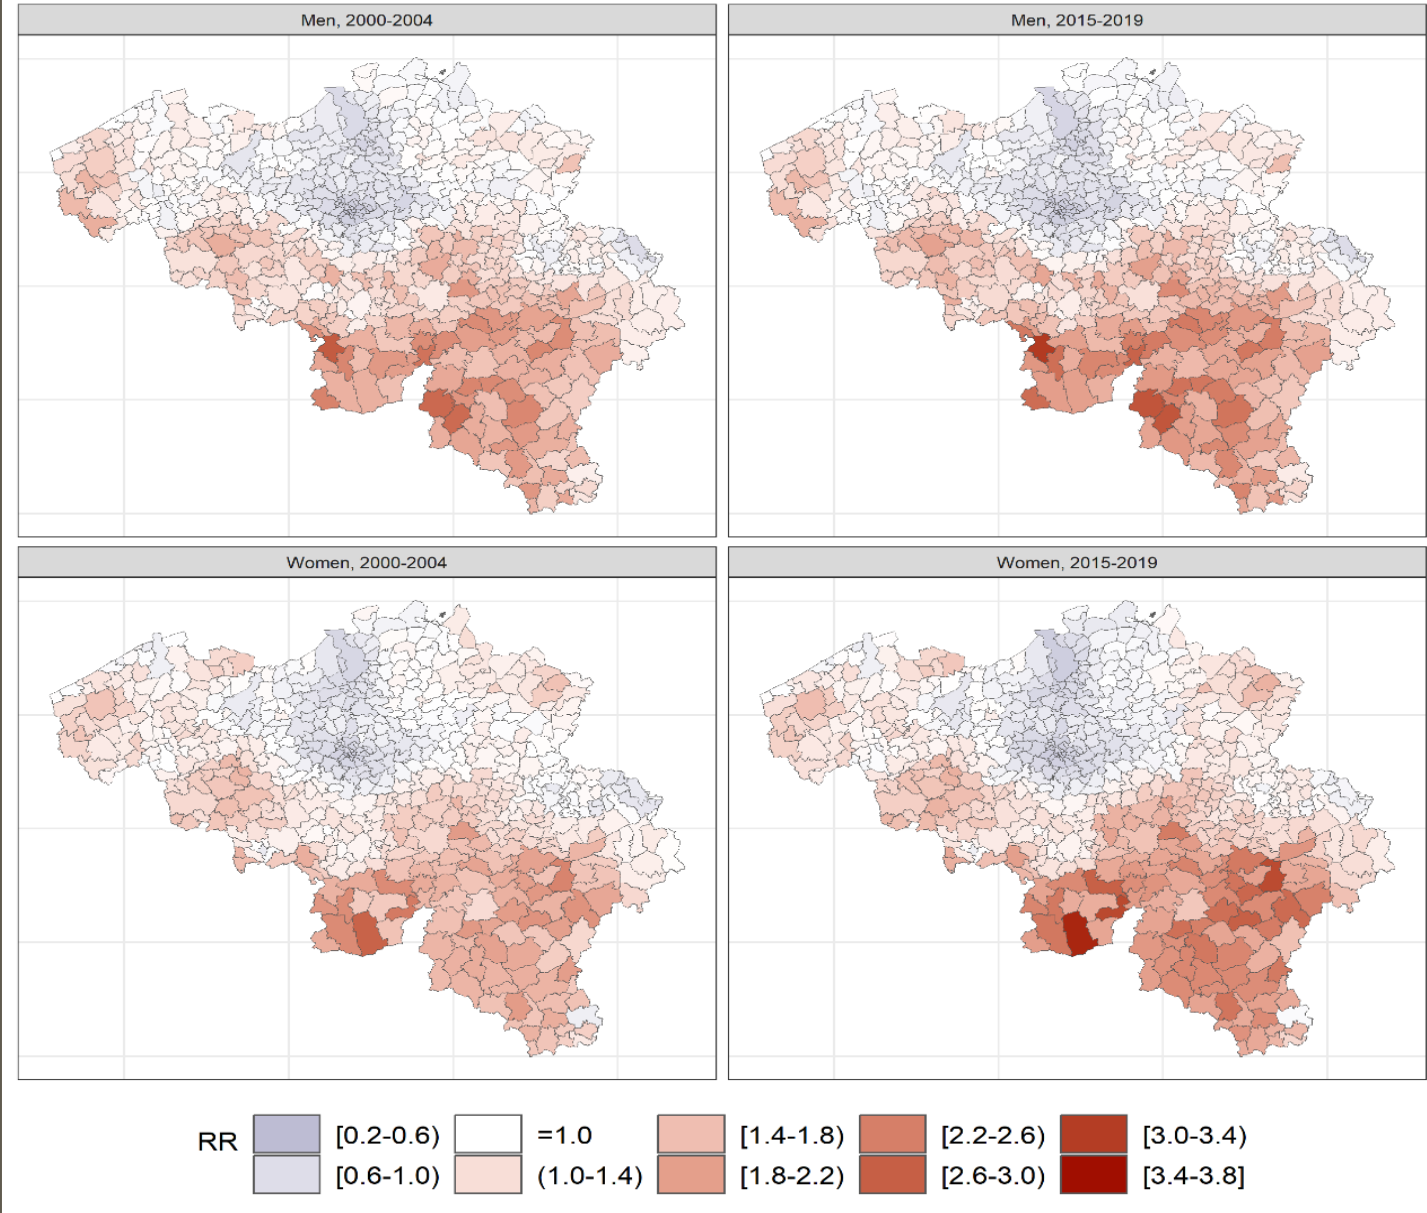 Men, 2000-2004
Men, 2015-2019
Women, 2000-2004
Women, 2015-2019
RR
[0.2-0.6) =1.0 [1.4-1.8) [2.2-2.6) [3.0-3.4)
[0.6-1.0) (1.0-1.4) [1.8-2.2) [2.6-3.0) [3.4-3.8]